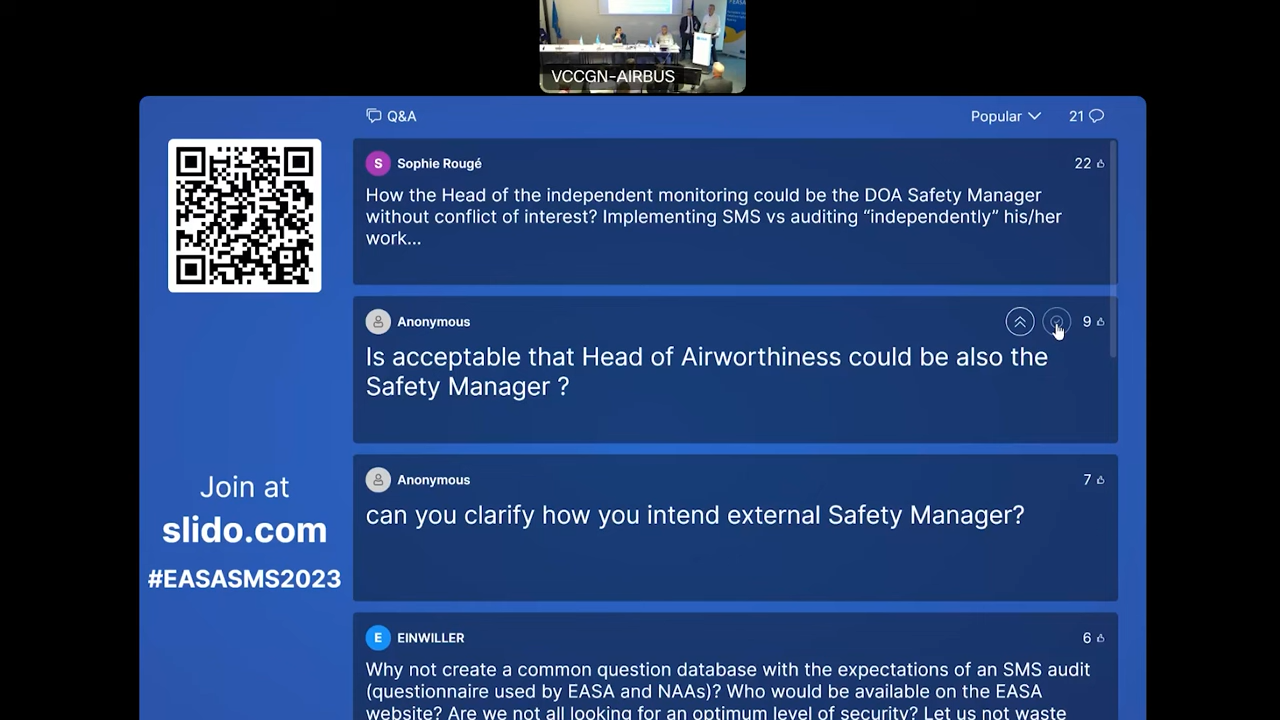 VCCGN-AIRBUS
Q&A
Popular
21
S
Sophie Rougé
22
How the Head of the independent monitoring could be the DOA Safety Manager
without conflict of interest? Implementing SMS vs auditing “independently” his/her
work...
Anonymous
9
Is acceptable that Head of Airworthiness could be also the
Safety Manager ?
Anonymous
7
can you clarify how you intend external Safety Manager?
Join at
slido.com
#EASASMS2023
E
EINWILLER
6
Why not create a common question database with the expectations of an SMS audit
(questionnaire used by EASA and NAAs)? Who would be available on the EASA
website? Are we not all looking for an optimum level of security? Let us not waste